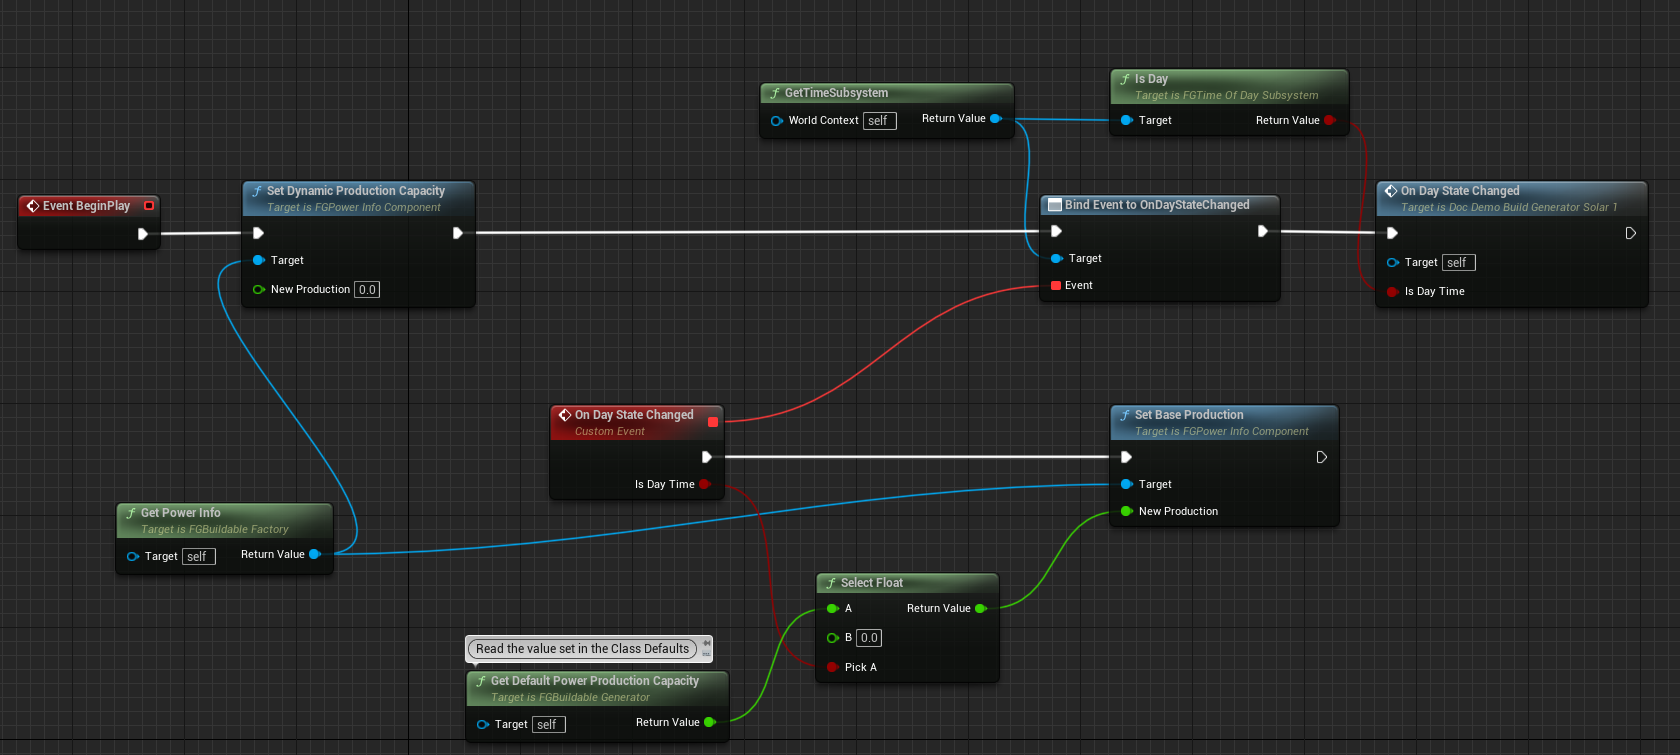 GetTimeSubsystem
World Context self
Return Value
Is Day
Target is FGTime Of Day Subsystem
Target
Return Value
Event BeginPlay
Set Dynamic Production Capacity
Target is FGPower Info Component
Target
New Production 0.0
Bind Event to OnDayStateChanged
Target
Event
On Day State Changed
Target is Doc Demo Build Generator Solar 1
Target self
Is Day Time
On Day State Changed
Custom Event
Is Day Time
Set Base Production
Target is FGPower Info Component
Target
New Production
Get Power Info
Target is FGBuildable Factory
Target self
Return Value
Select Float
A
Return Value
B 0.0
Pick A
Read the value set in the Class Defaults
Get Default Power Production Capacity
Target is FGBuildable Generator
Target self
Return Value